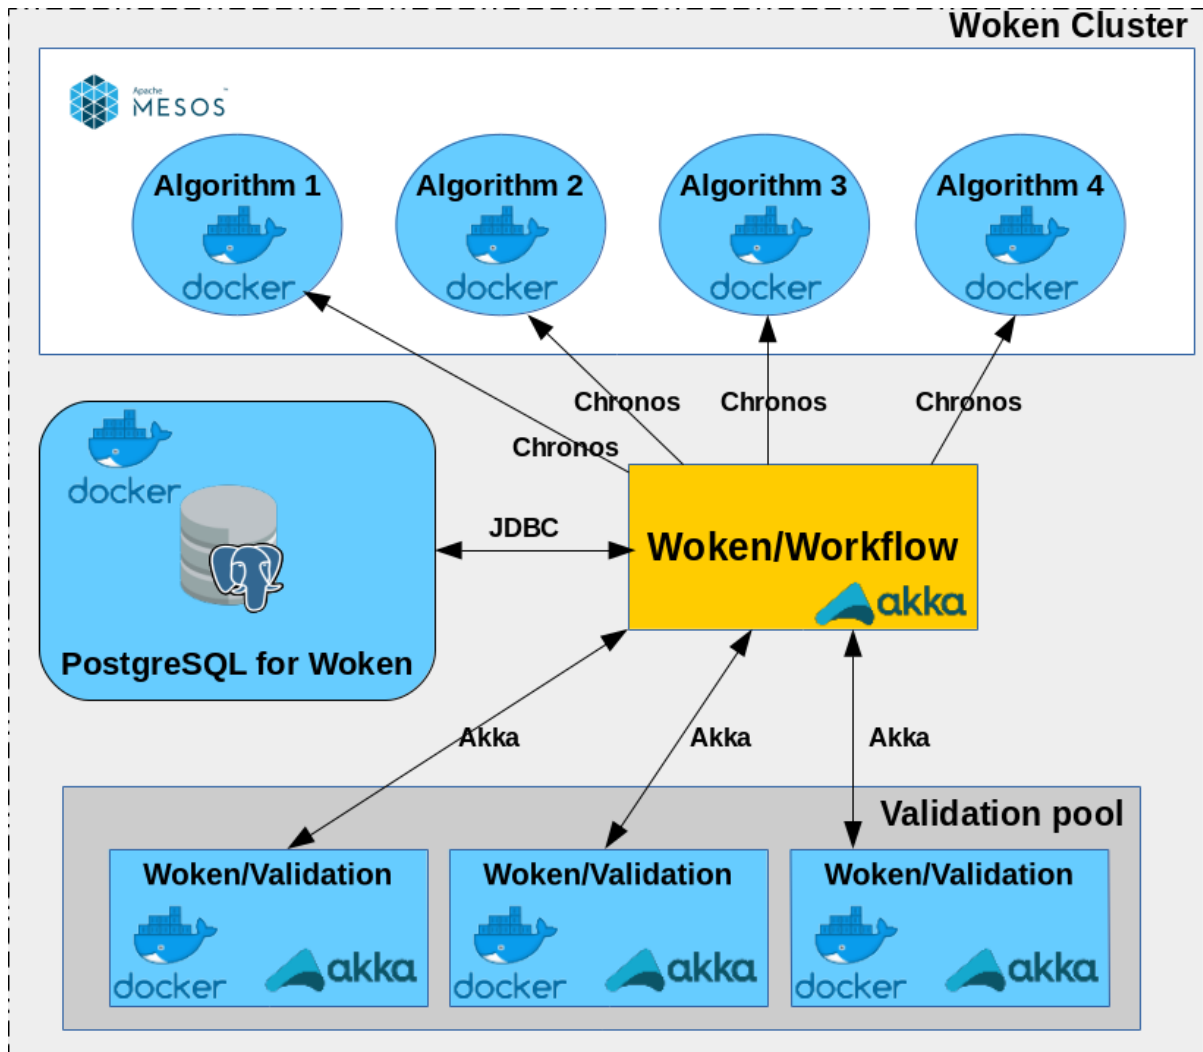 Woken Cluster
Apache
MESOS™
Algorithm 1
docker
Algorithm 2
docker
Algorithm 3
docker
Algorithm 4
docker
Chronos
Chronos
Chronos
Chronos
docker
PostgreSQL for Woken
JDBC
Woken/Workflow
akka
Akka
Akka
Akka
Validation pool
Woken/Validation
docker
akka
Woken/Validation
docker
akka
Woken/Validation
docker
akka